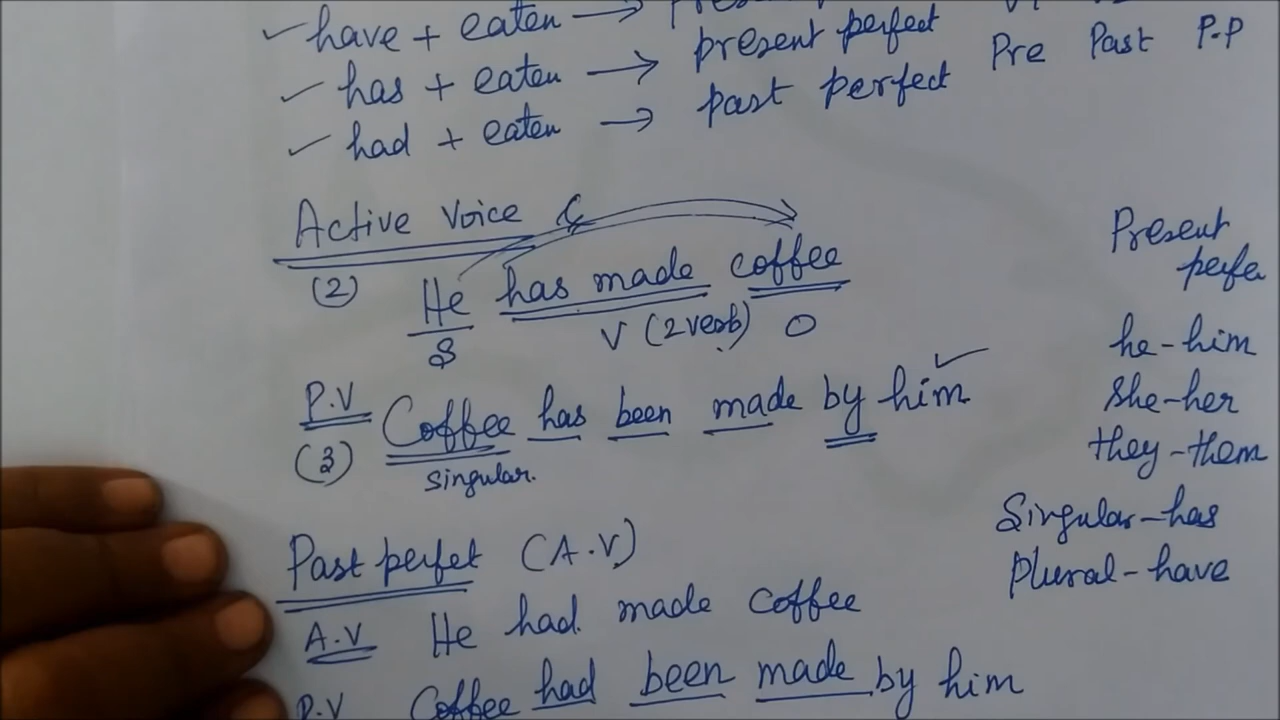 have + eaten →
has + eaten → present perfect
had + eaten → past perfect
Pre Past P.P
Active Voice
(2) He has made coffee
S V (2verb) O
P.V Coffee has been made by him
(3) singular.
Past perfet (A.V)
A.V He had made coffee
P.V Coffee had been made by him
Present
perfe
he-him
She-her
they-them
Singular-has
plural-have